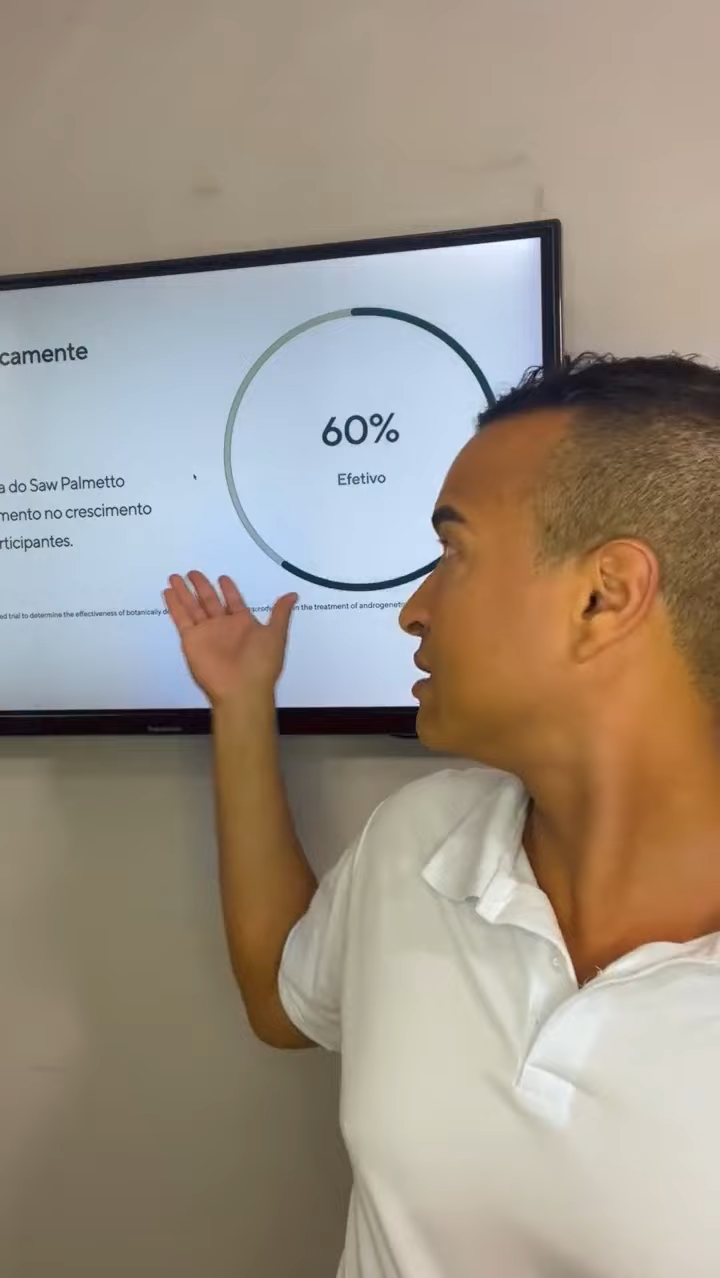 camente
60%
Efetivo
a do Saw Palmetto
mento no crescimento
rticipantes.
ed trial to determine the effectiveness of botanically in the treatment of